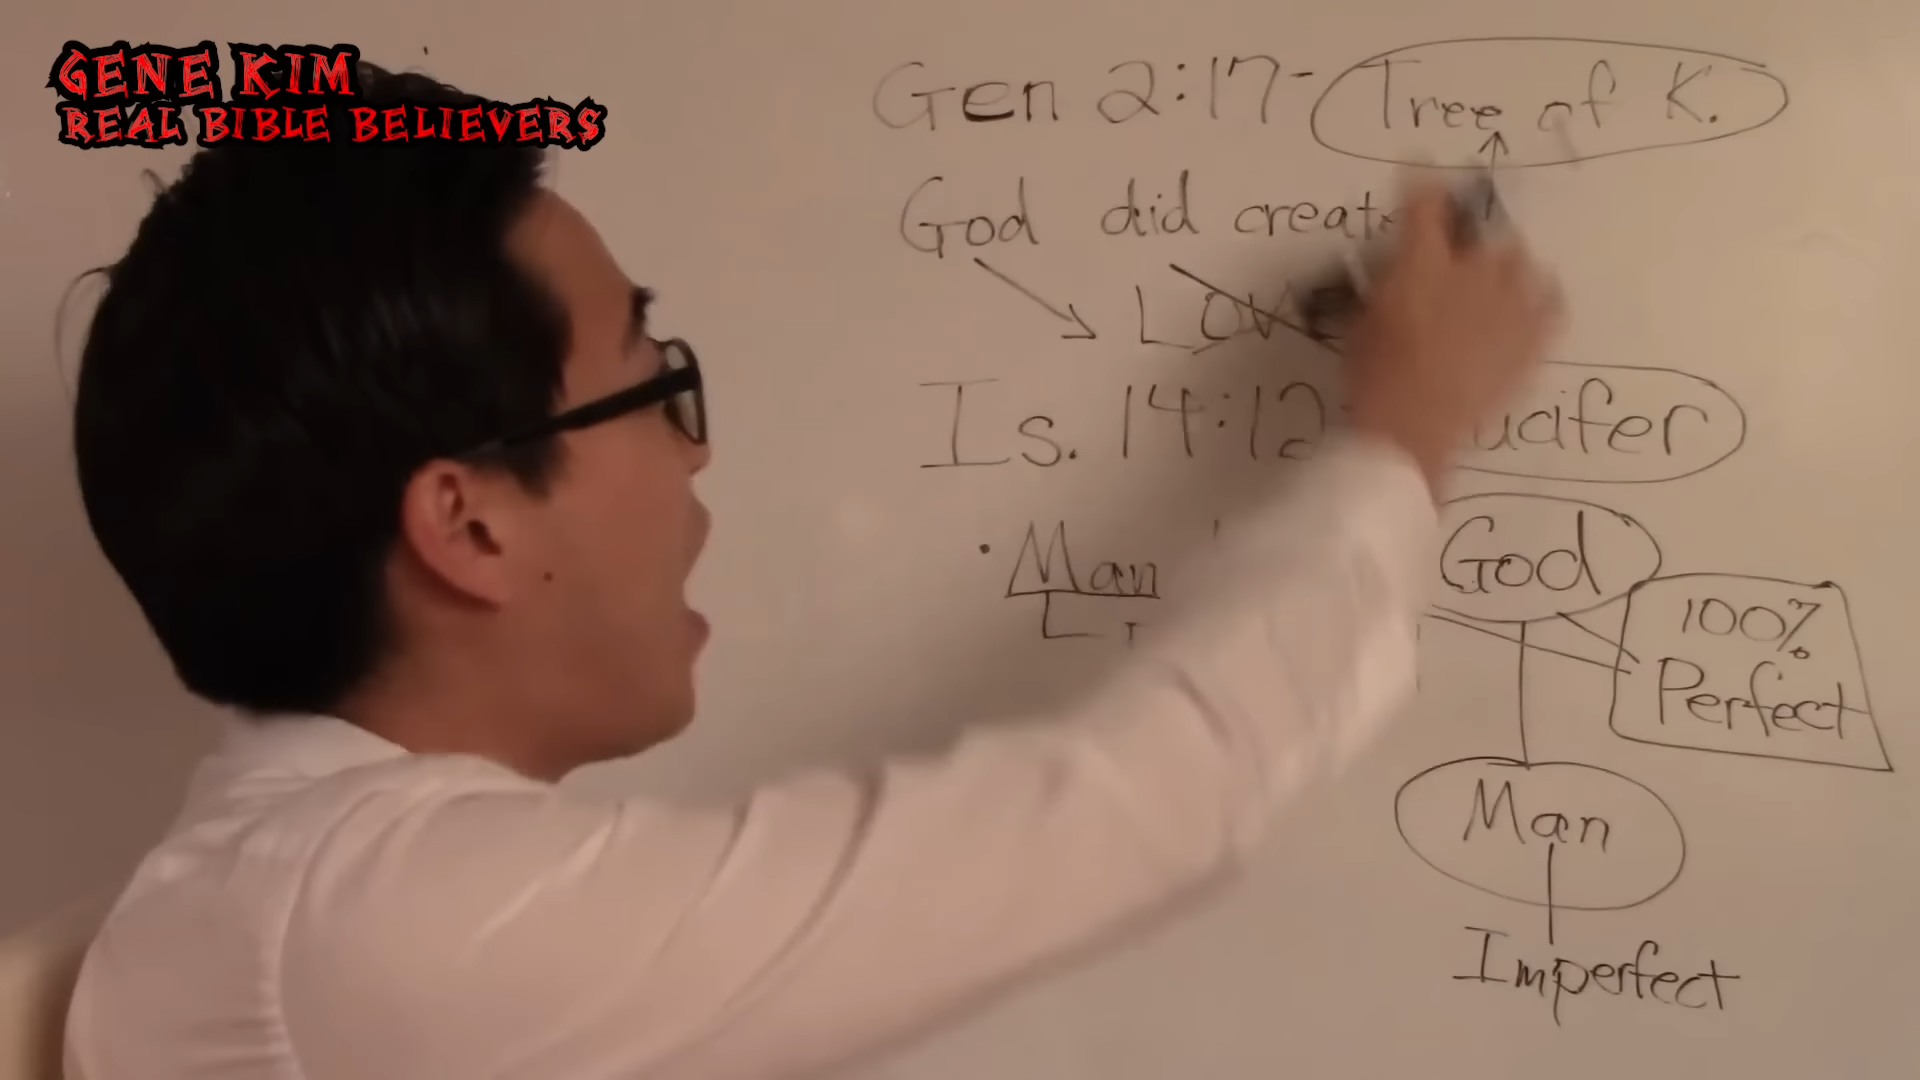 GENE KIM
REAL BIBLE BELIEVERS
Gen 2:17- Tree of K.
God did create
Love
Is. 14:12
ucifer
Man
God
100%
Perfect
Man
Imperfect